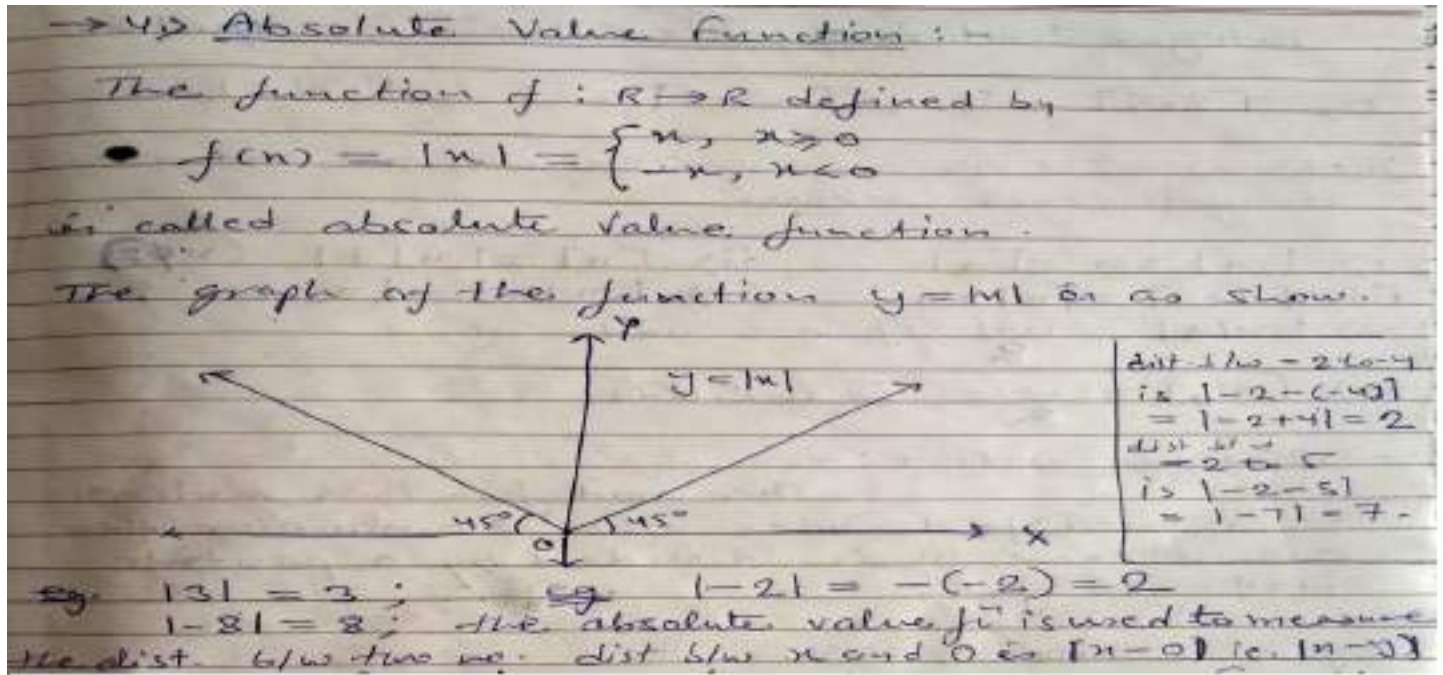 → 4) Absolute Value Function :-
The function f : R → R defined by
f(x) = |x| = { x, x ≥ 0
-x, x < 0
is called absolute value function.
The graph of the function y = |x| is as show.
Y
y = |x|
45°
45°
O
X
dist b/w -2 to -4
is |-2-(-4)|
= |-2+4| = 2
dist b/w
-2 to 5
is |-2-5|
= |-7| = 7.
eg. |3| = 3 ; eg. |-2| = -(-2) = 2
|-8| = 8 ; the absolute value fⁿ is used to measure
the dist. b/w two no. dist b/w x and 0 is |x-0| ie.